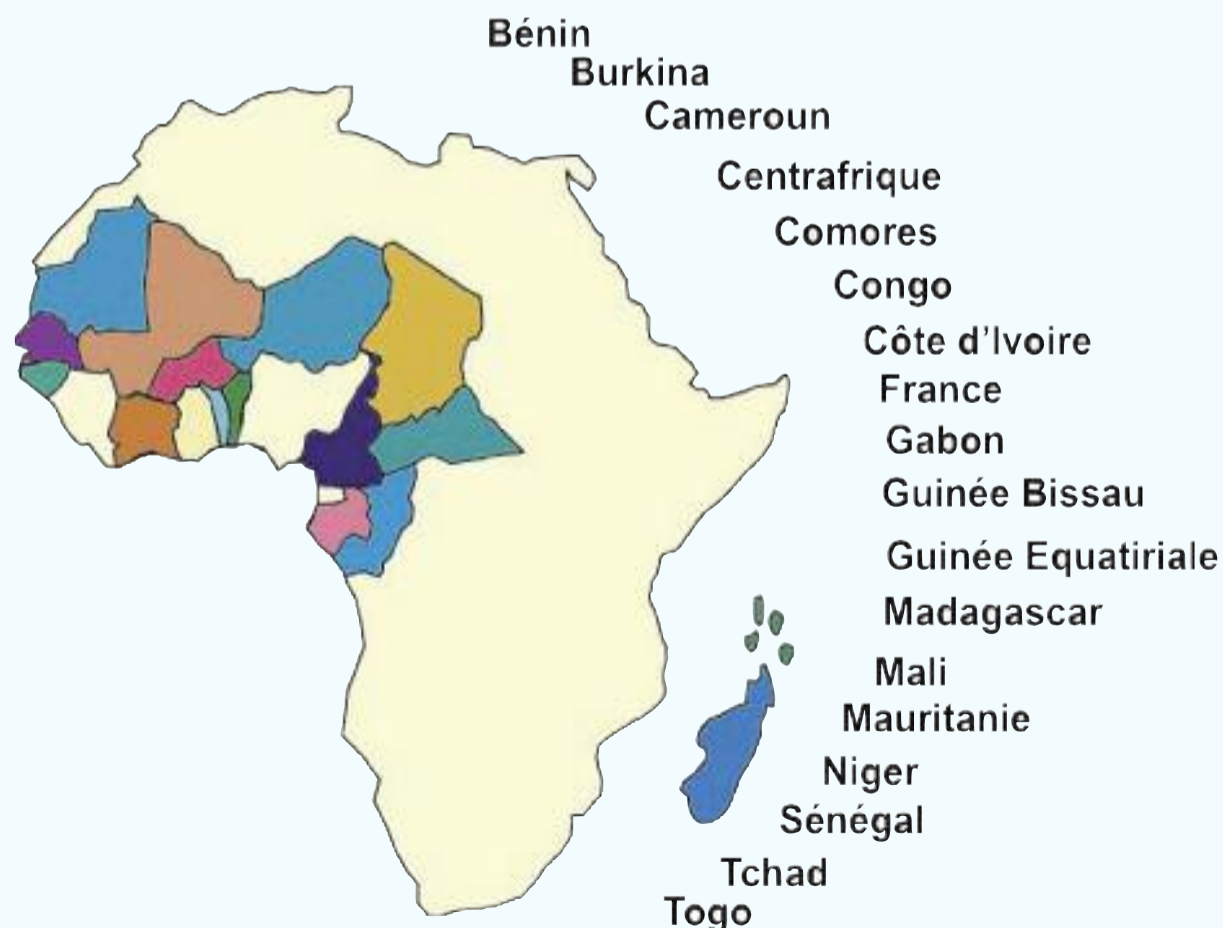 Bénin
Burkina
Cameroun
Centrafrique
Comores
Congo
Côte d’Ivoire
France
Gabon
Guinée Bissau
Guinée Equatiriale
Madagascar
Mali
Mauritanie
Niger
Sénégal
Tchad
Togo